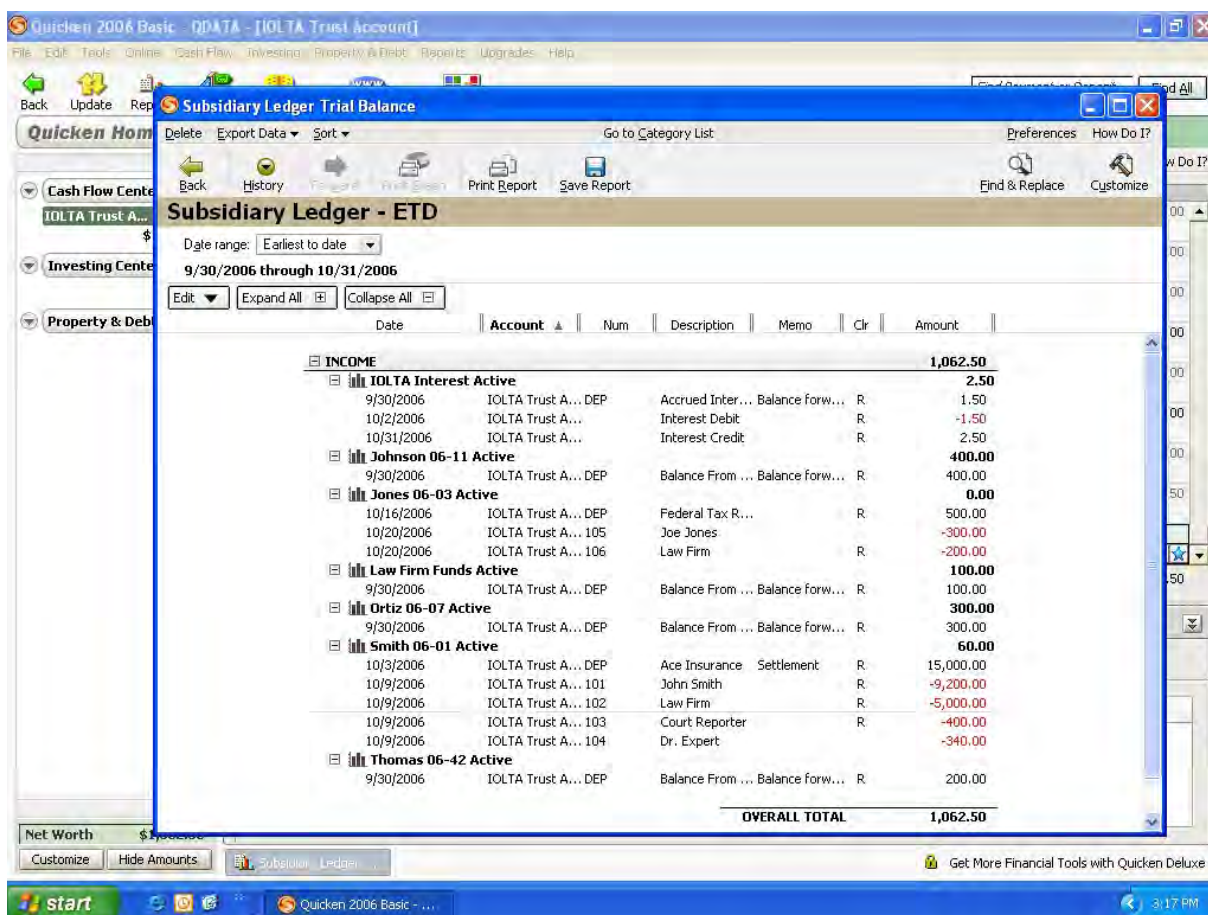 Quicken 2006 Basic - QDATA - [IOLTA Trust Account]
File Edit Tools Online Cash Flow Investing Property & Debt Reports Upgrades Help
Back Update Rep
Find All
Subsidiary Ledger Trial Balance
Quicken Hom
Delete Export Data Sort Go to Category List Preferences How Do I?
w Do I?
Back History Print Report Save Report Find & Replace Customize
Cash Flow Cente
IOLTA Trust A...
$
Investing Cente
Property & Deb
Subsidiary Ledger - ETD
Date range: Earliest to date
9/30/2006 through 10/31/2006
Edit Expand All Collapse All
Date Account Num Description Memo Clr Amount
INCOME 1,062.50
IOLTA Interest Active 2.50
9/30/2006 IOLTA Trust A... DEP Accrued Inter... Balance forw... R 1.50
10/2/2006 IOLTA Trust A... Interest Debit R -1.50
10/31/2006 IOLTA Trust A... Interest Credit R 2.50
Johnson 06-11 Active 400.00
9/30/2006 IOLTA Trust A... DEP Balance From ... Balance forw... R 400.00
Jones 06-03 Active 0.00
10/16/2006 IOLTA Trust A... DEP Federal Tax R... R 500.00
10/20/2006 IOLTA Trust A... 105 Joe Jones -300.00
10/20/2006 IOLTA Trust A... 106 Law Firm R -200.00
Law Firm Funds Active 100.00
9/30/2006 IOLTA Trust A... DEP Balance From ... Balance forw... R 100.00
Ortiz 06-07 Active 300.00
9/30/2006 IOLTA Trust A... DEP Balance From ... Balance forw... R 300.00
Smith 06-01 Active 60.00
10/3/2006 IOLTA Trust A... DEP Ace Insurance Settlement R 15,000.00
10/9/2006 IOLTA Trust A... 101 John Smith R -9,200.00
10/9/2006 IOLTA Trust A... 102 Law Firm R -5,000.00
10/9/2006 IOLTA Trust A... 103 Court Reporter R -400.00
10/9/2006 IOLTA Trust A... 104 Dr. Expert -340.00
Thomas 06-42 Active
9/30/2006 IOLTA Trust A... DEP Balance From ... Balance forw... R 200.00
OVERALL TOTAL 1,062.50
Net Worth
Customize Hide Amounts Subsidiary Ledger ... Get More Financial Tools with Quicken Deluxe
start Quicken 2006 Basic - .... 3:17 PM